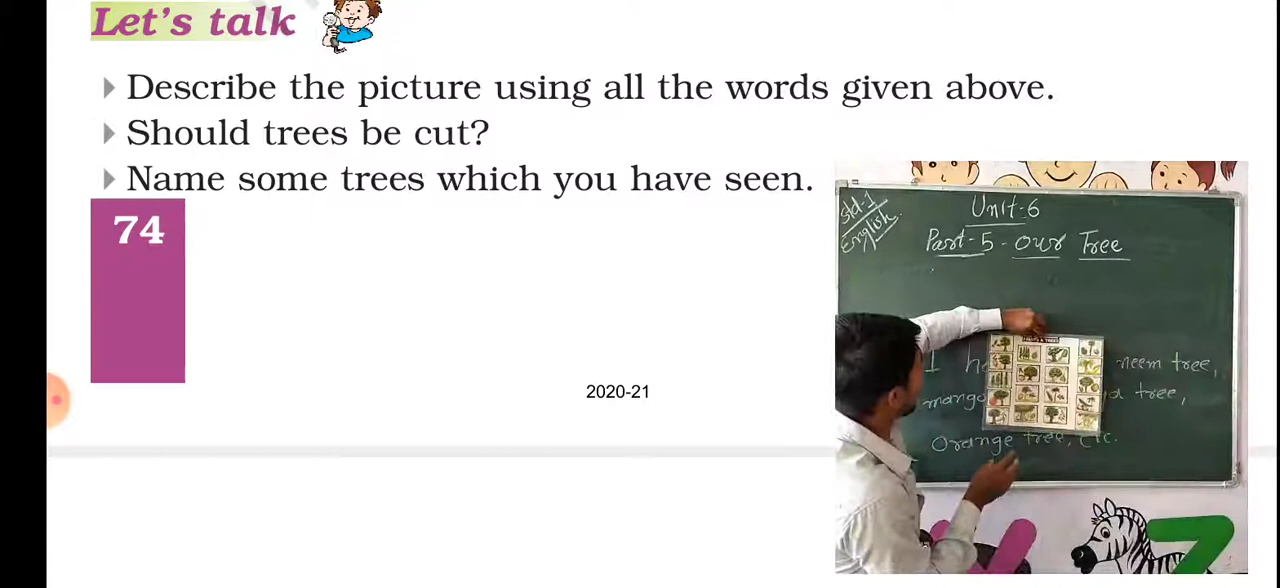 Let's talk
Describe the picture using all the words given above.
Should trees be cut?
Name some trees which you have seen.
74
2020-21
Std-1
English
Unit-6
Part-5-Our Tree
I neem tree,
mango tree,
Orange tree, etc.